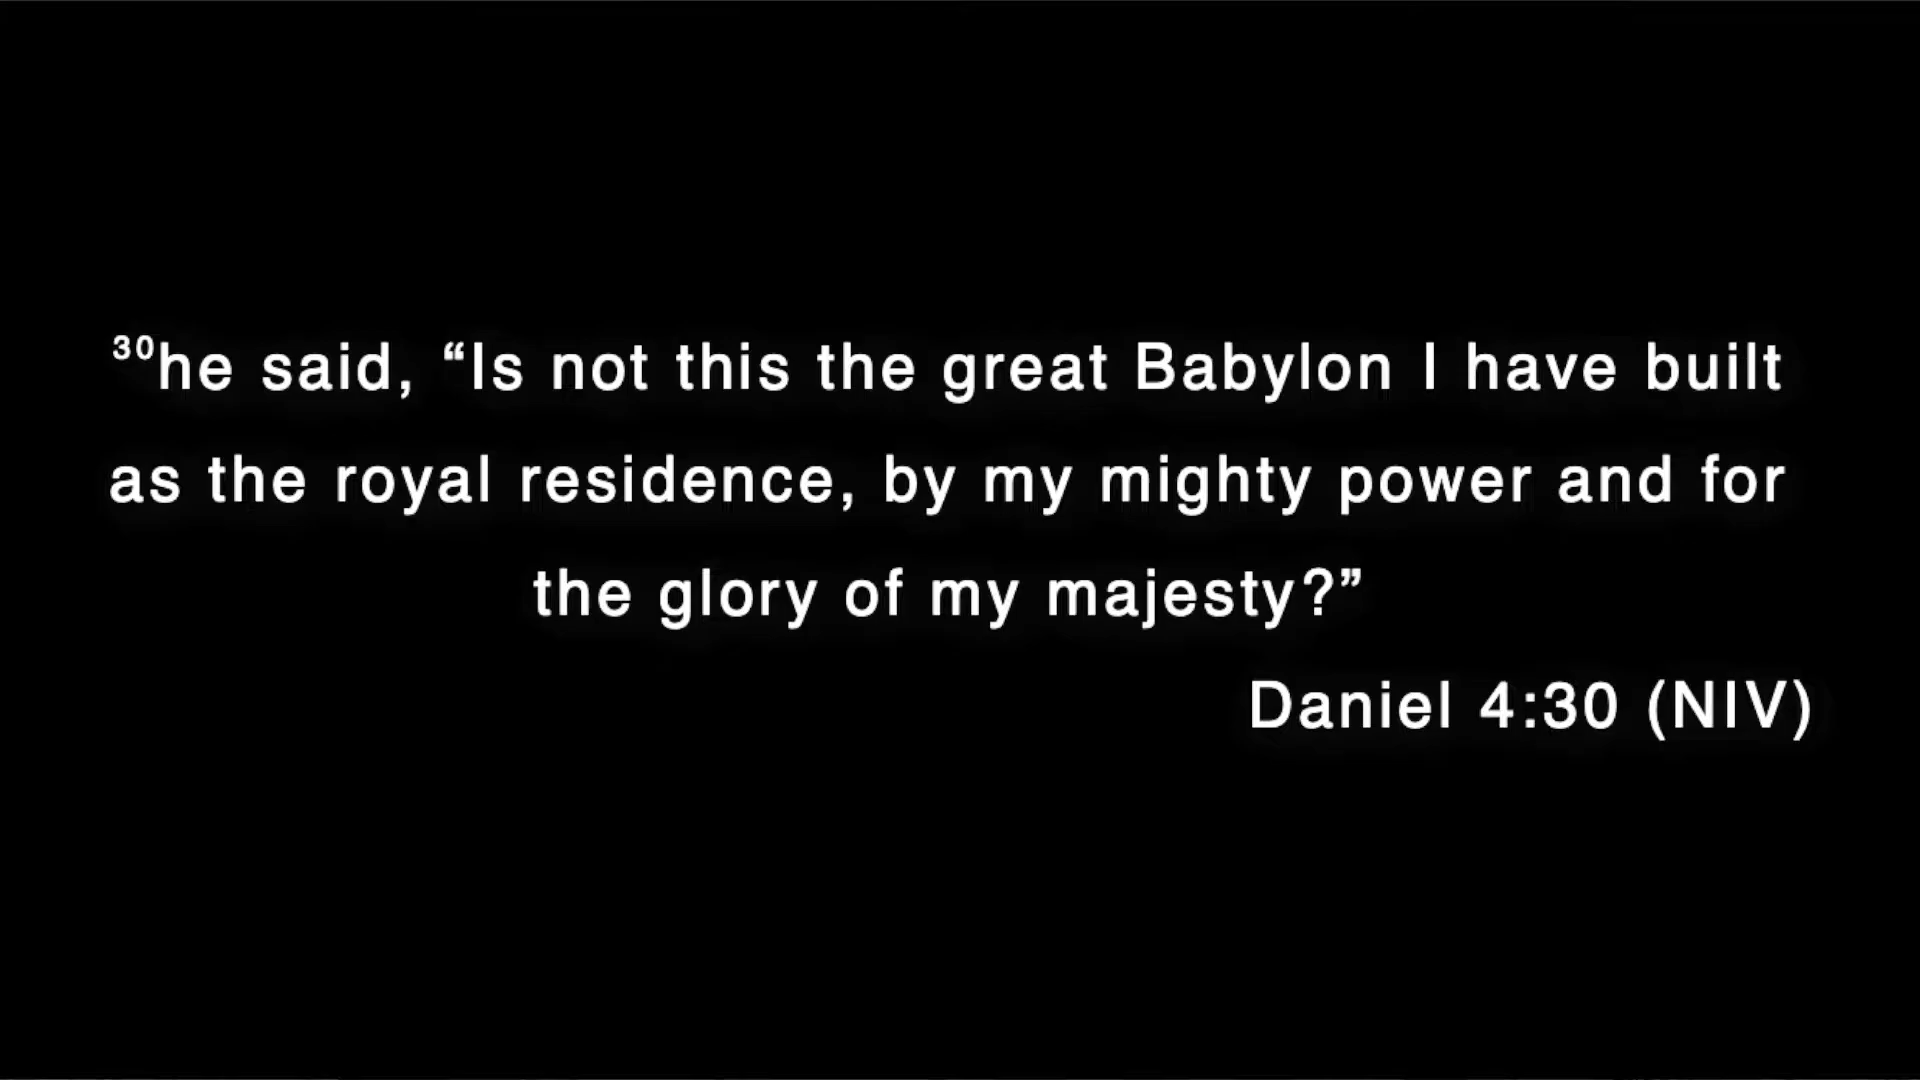 ³⁰he said, “Is not this the great Babylon I have built
as the royal residence, by my mighty power and for
the glory of my majesty?”
Daniel 4:30 (NIV)